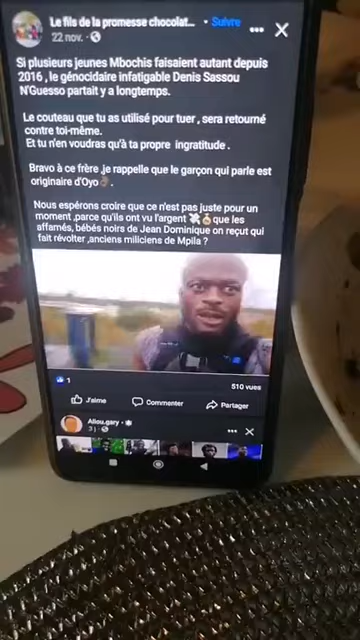 Le fils de la promesse chocolat... • Suivre
22 nov. •
Si plusieurs jeunes Mbochis faisaient autant depuis
2016 , le génocidaire infatigable Denis Sassou
N'Guesso partait y a longtemps.
Le couteau que tu as utilisé pour tuer , sera retourné
contre toi-même.
Et tu n'en voudras qu'à ta propre ingratitude .
Bravo à ce frère ,je rappelle que le garçon qui parle est
originaire d'Oyo
Nous espérons croire que ce n'est pas juste pour un
moment ,parce qu'ils ont vu l'argent que les
affamés, bébés noirs de Jean Dominique on reçut qui
fait révolter ,anciens miliciens de Mpila ?
1
510 vues
J'aime
Commenter
Partager
Allou.gary •
3 j •